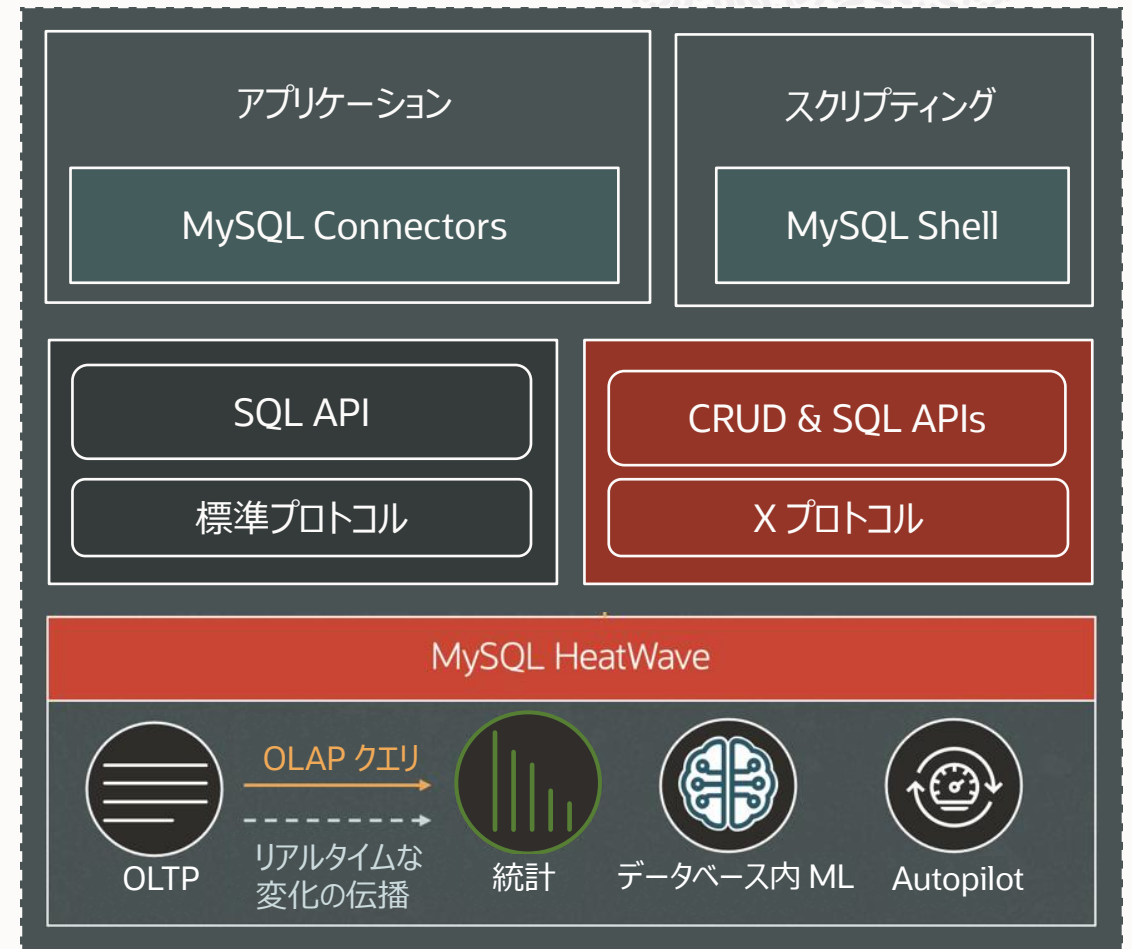 アプリケーション
スクリプティング
MySQL Connectors
MySQL Shell
SQL API
標準プロトコル
CRUD & SQL APIs
X プロトコル
MySQL HeatWave
OLAP クエリ
リアルタイムな
変化の伝播
OLTP
統計
データベース内 ML
Autopilot